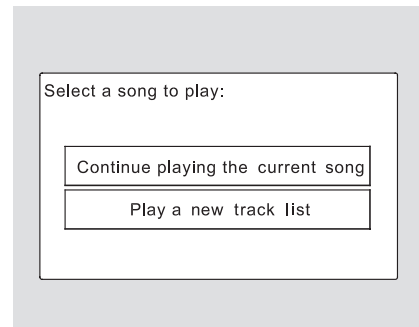 Select a song to play:
Continue playing the current song
Play a new track list